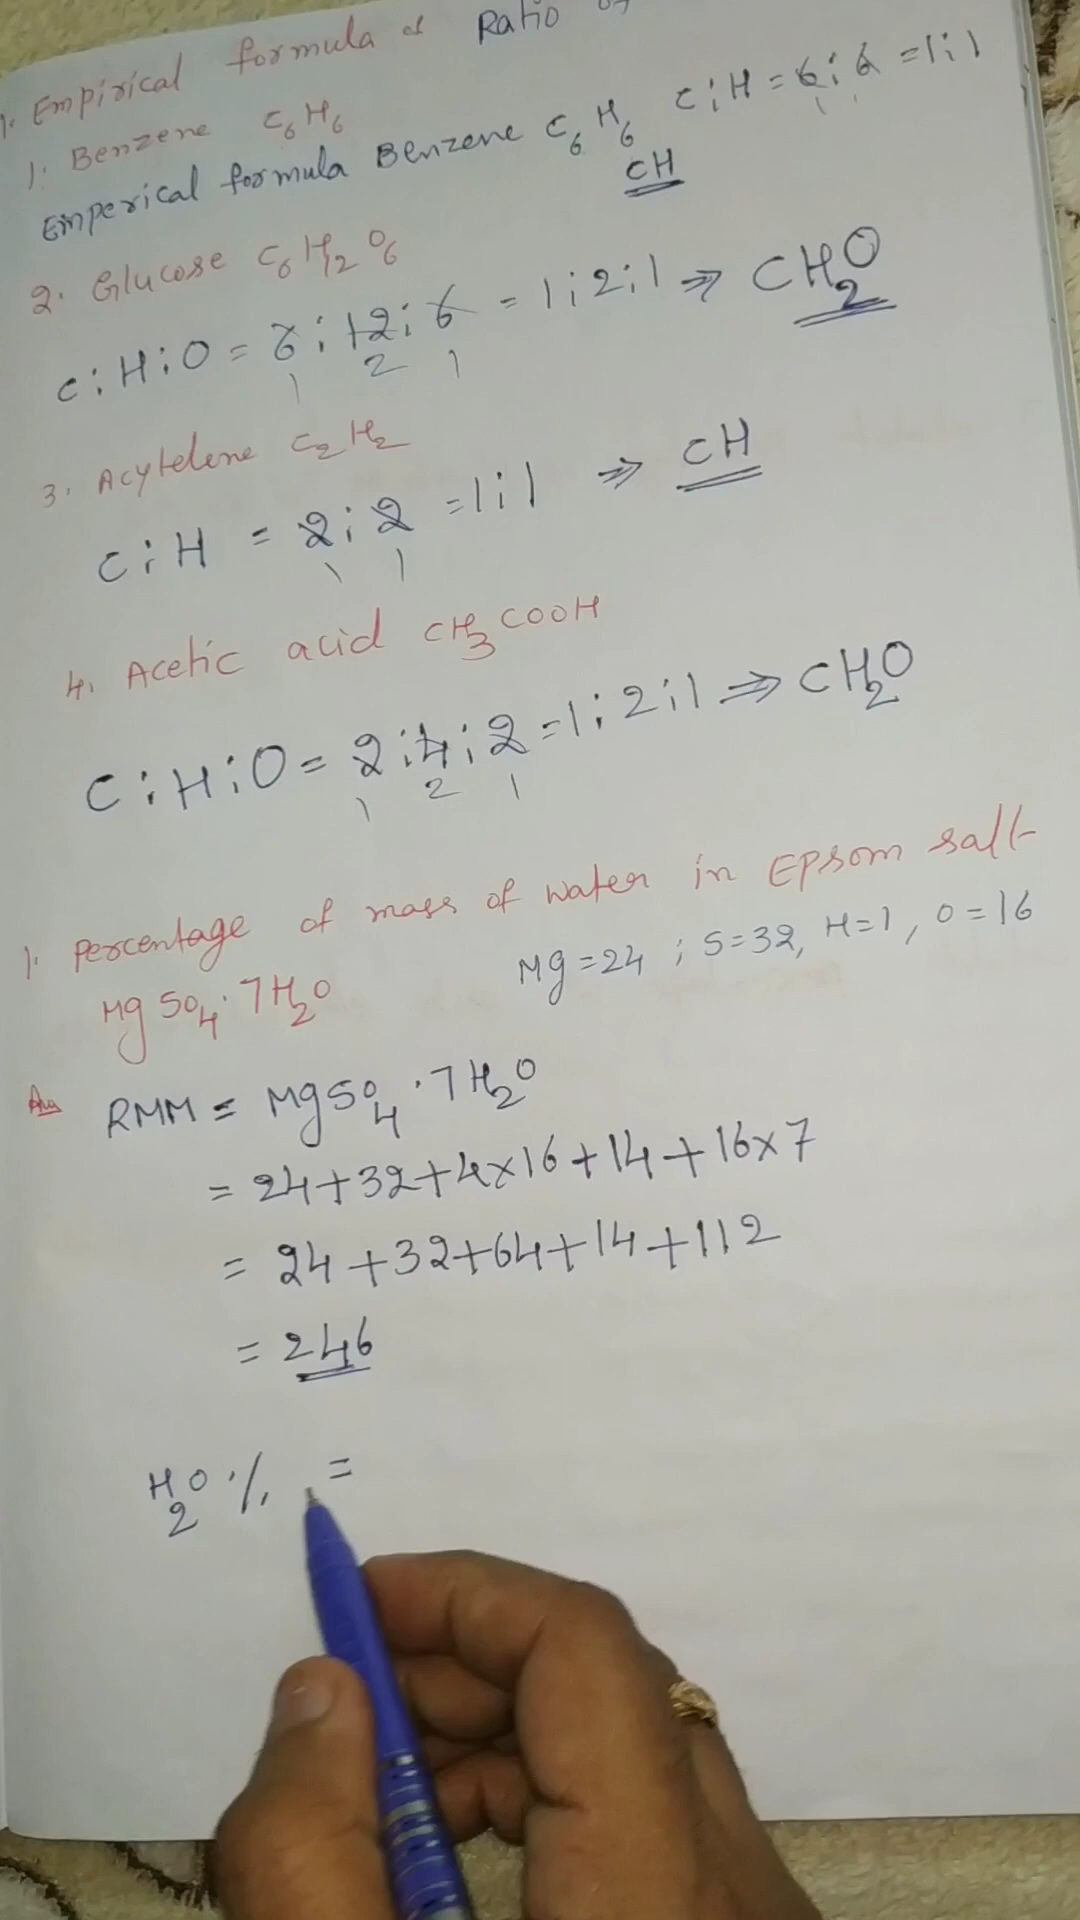 1. Empirical formula of Ratio of
1. Benzene C6H6
Emperical formula Benzene C6H6 C:H = 6:6 = 1:1
1 1
CH
2. Glucose C6H12O6
C:H:O = 6:12:6 = 1:2:1 ⇒ CH2O
1 2 1
3. Acytelene C2H2
C:H = 2:2 = 1:1 ⇒ CH
1 1
4. Acetic acid CH3COOH
C:H:O = 2:4:2 = 1:2:1 ⇒ CH2O
1 2 1
1. Percentage of mass of water in Epsom salt
MgSO4·7H2O Mg=24; S=32, H=1, O=16
Ans RMM = MgSO4·7H2O
= 24+32+4×16+14+16×7
= 24+32+64+14+112
= 246
H2O % =